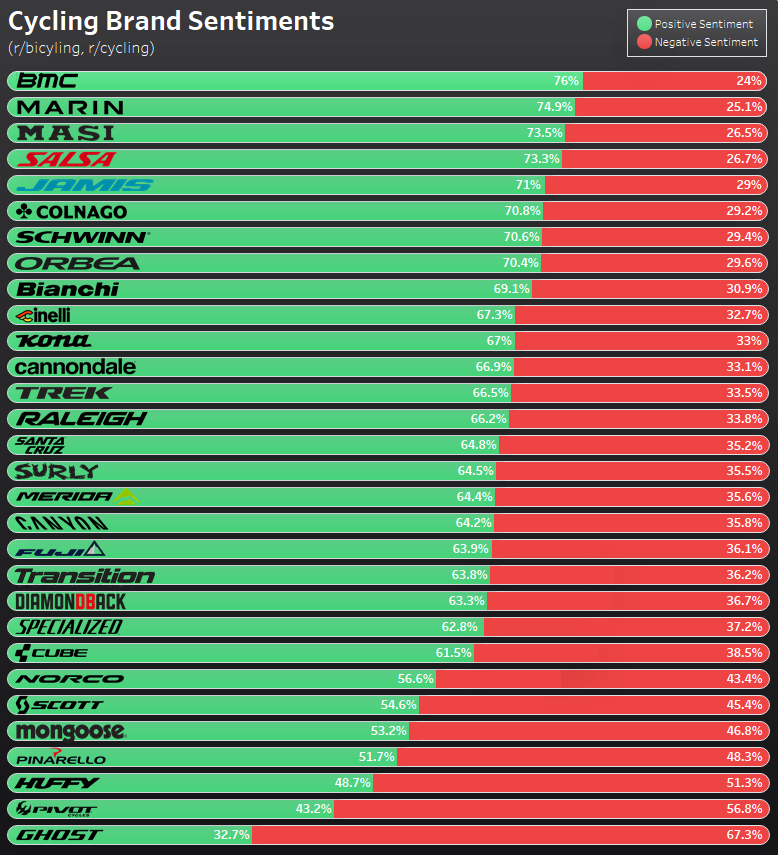 Cycling Brand Sentiments
(r/bicyling, r/cycling)
Positive Sentiment
Negative Sentiment
BMC 76% 24%
MARIN 74.9% 25.1%
MASI 73.5% 26.5%
SALSA 73.3% 26.7%
JAMIS 71% 29%
COLNAGO 70.8% 29.2%
SCHWINN 70.6% 29.4%
ORBEA 70.4% 29.6%
Bianchi 69.1% 30.9%
Cinelli 67.3% 32.7%
Kona 67% 33%
cannondale 66.9% 33.1%
TREK 66.5% 33.5%
RALEIGH 66.2% 33.8%
SANTA CRUZ 64.8% 35.2%
SURLY 64.5% 35.5%
MERIDA 64.4% 35.6%
CANYON 64.2% 35.8%
FUJI 63.9% 36.1%
Transition 63.8% 36.2%
DIAMONDBACK 63.3% 36.7%
SPECIALIZED 62.8% 37.2%
CUBE 61.5% 38.5%
NORCO 56.6% 43.4%
SCOTT 54.6% 45.4%
mongoose 53.2% 46.8%
PINARELLO 51.7% 48.3%
HUFFY 48.7% 51.3%
PIVOT CYCLES 43.2% 56.8%
GHOST 32.7% 67.3%